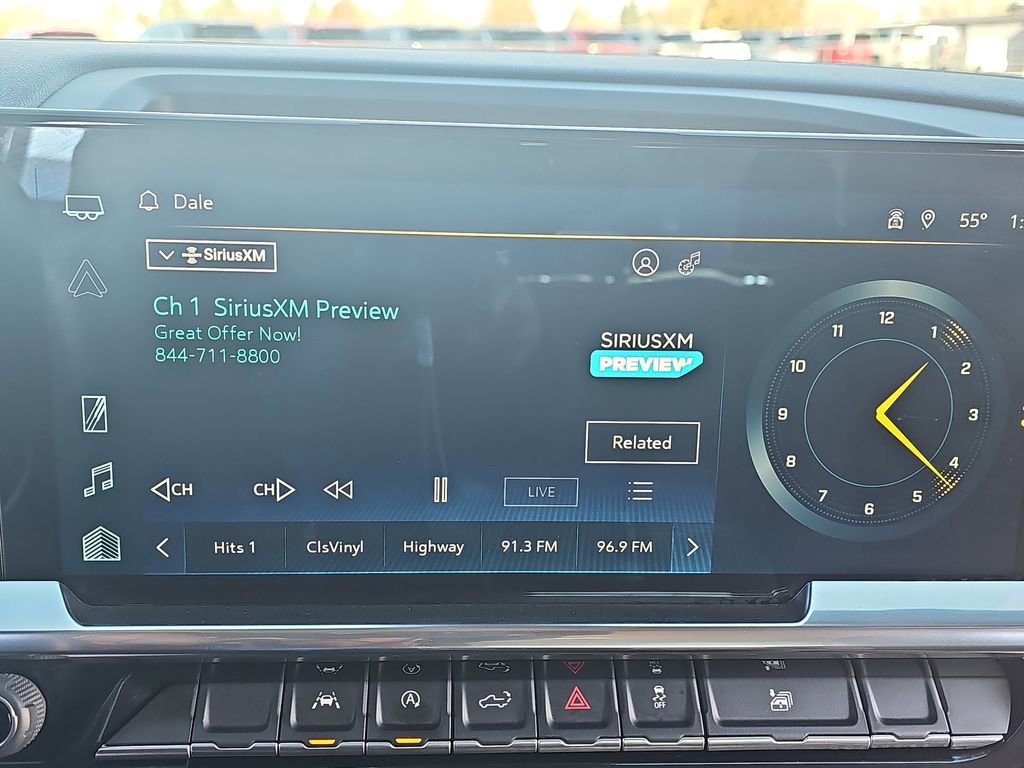 Dale
55° 1:
SiriusXM
Ch 1 SiriusXM Preview
Great Offer Now!
844-711-8800
SIRIUSXM
PREVIEW
Related
CH
CH
LIVE
Hits 1
ClsVinyl
Highway
91.3 FM
96.9 FM
12
1
2
3
4
5
6
7
8
9
10
11
A
OFF